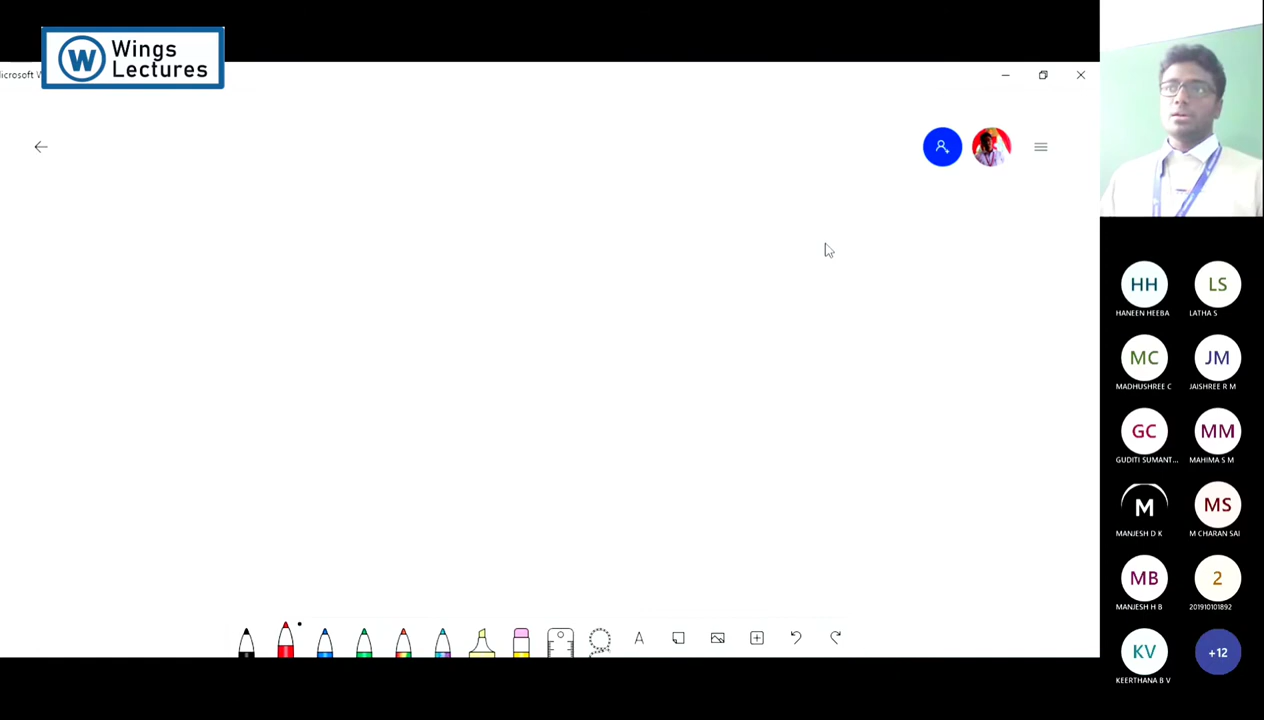 W
Wings
Lectures
icrosoft W
A
HH
HANEEN HEEBA
LS
LATHA S
MC
MADHUSHREE C
JM
JAISHREE R M
GC
GUDITI SUMANT...
MM
MAHIMA S M
M
MANJESH D K
MS
M CHARAN SAI
MB
MANJESH H B
2
201910101892
KV
KEERTHANA B V
+12